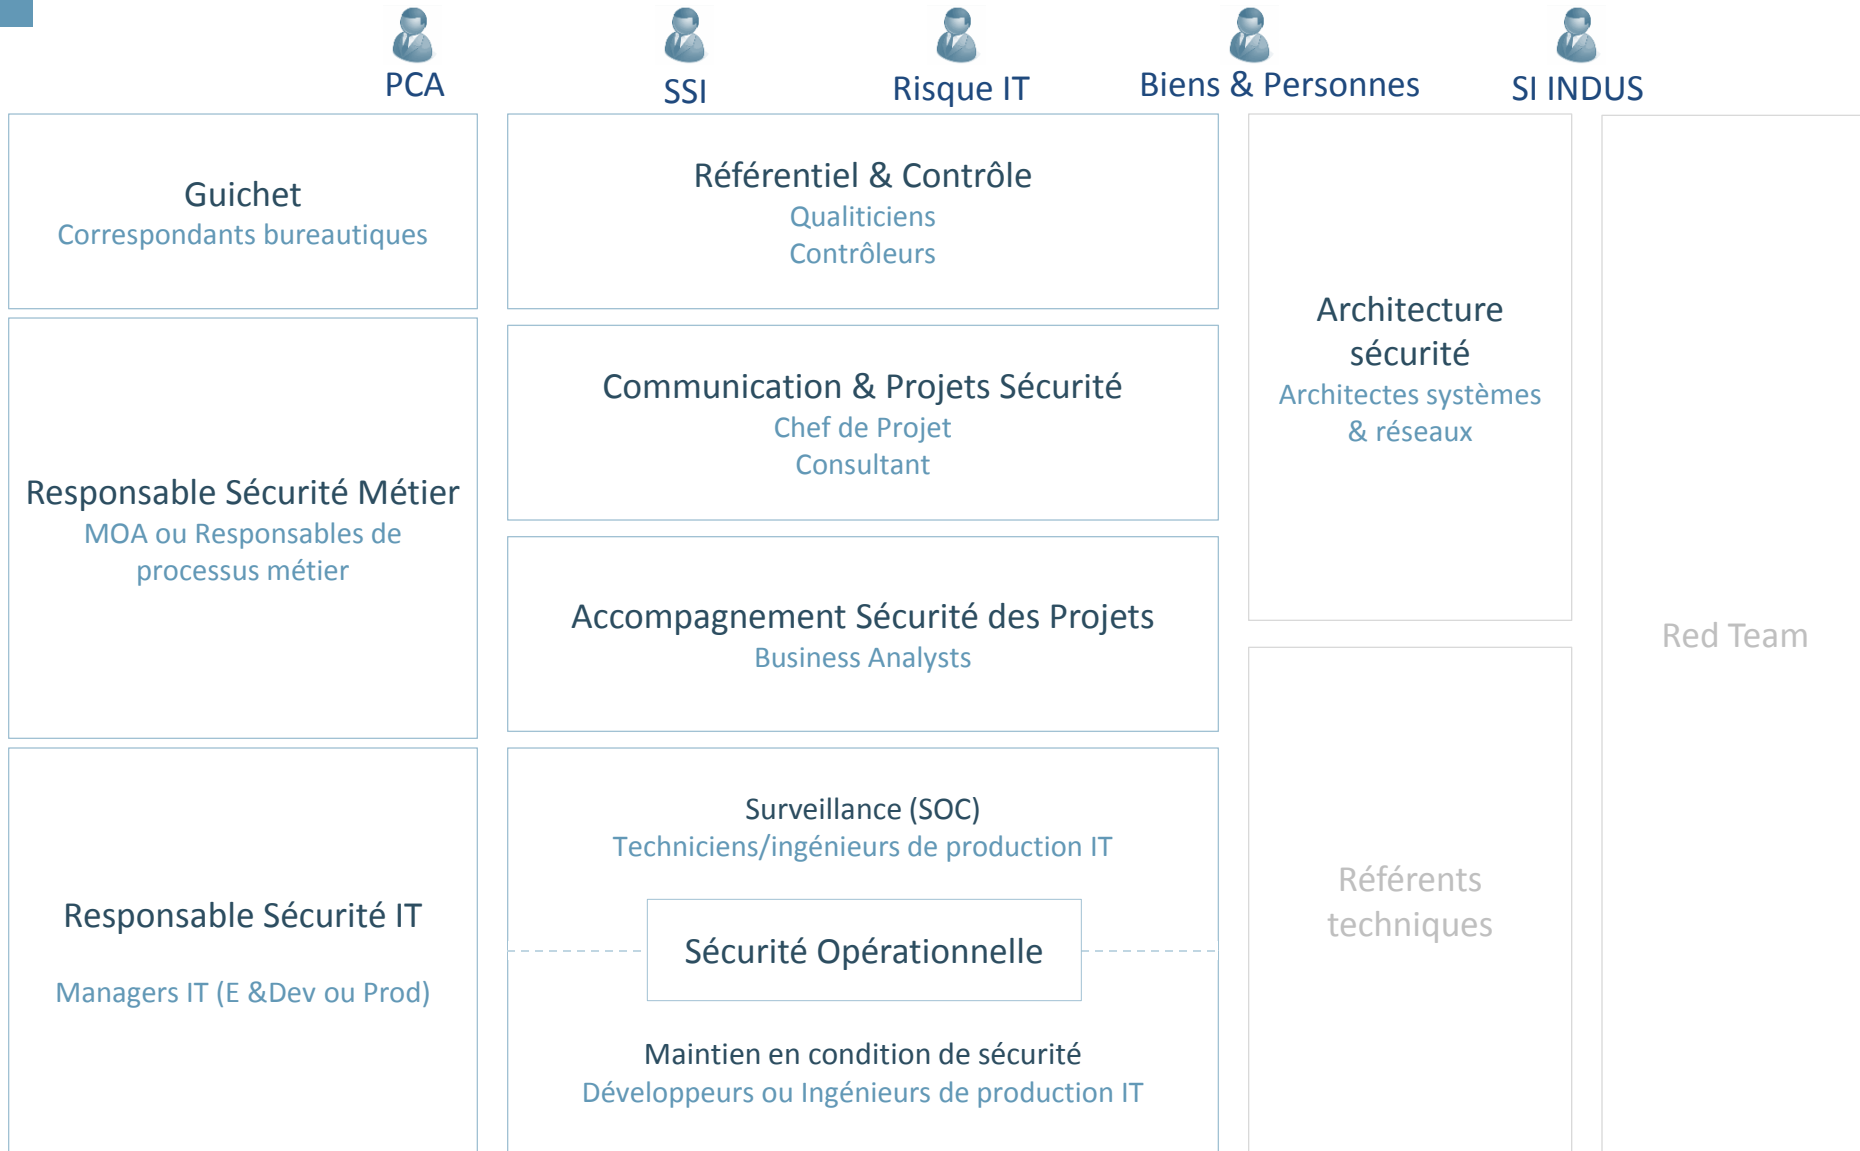 PCA
SSI
Risque IT
Biens & Personnes
SI INDUS
Guichet
Correspondants bureautiques
Responsable Sécurité Métier
MOA ou Responsables de
processus métier
Responsable Sécurité IT
Managers IT (E &Dev ou Prod)
Référentiel & Contrôle
Qualiticiens
Contrôleurs
Communication & Projets Sécurité
Chef de Projet
Consultant
Accompagnement Sécurité des Projets
Business Analysts
Surveillance (SOC)
Techniciens/ingénieurs de production IT
Sécurité Opérationnelle
Maintien en condition de sécurité
Développeurs ou Ingénieurs de production IT
Architecture
sécurité
Architectes systèmes
& réseaux
Référents
techniques
Red Team